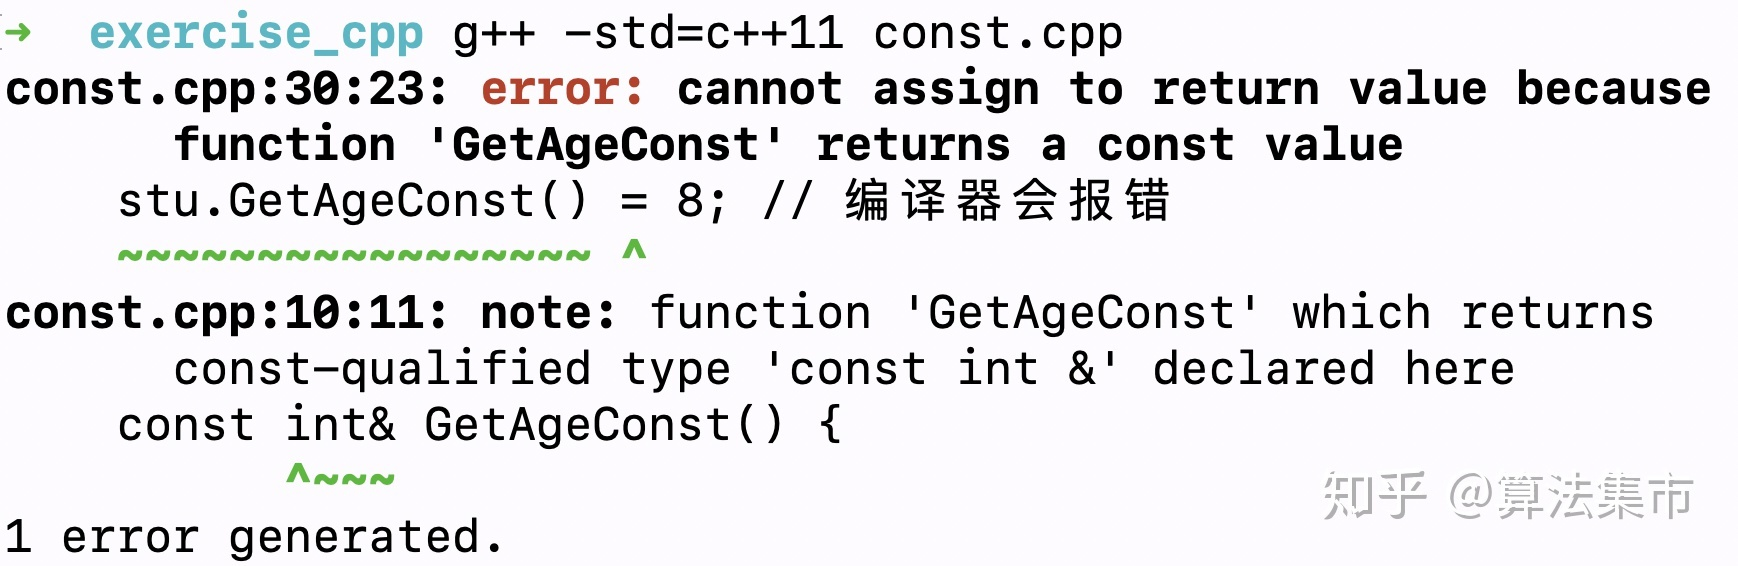 ➜  exercise_cpp g++ -std=c++11 const.cpp
const.cpp:30:23: error: cannot assign to return value because
      function 'GetAgeConst' returns a const value
    stu.GetAgeConst() = 8; // 编译器会报错
    ~~~~~~~~~~~~~~~~~ ^
const.cpp:10:11: note: function 'GetAgeConst' which returns
      const-qualified type 'const int &' declared here
    const int& GetAgeConst() {
          ^~~~
1 error generated.
知乎 @算法集市